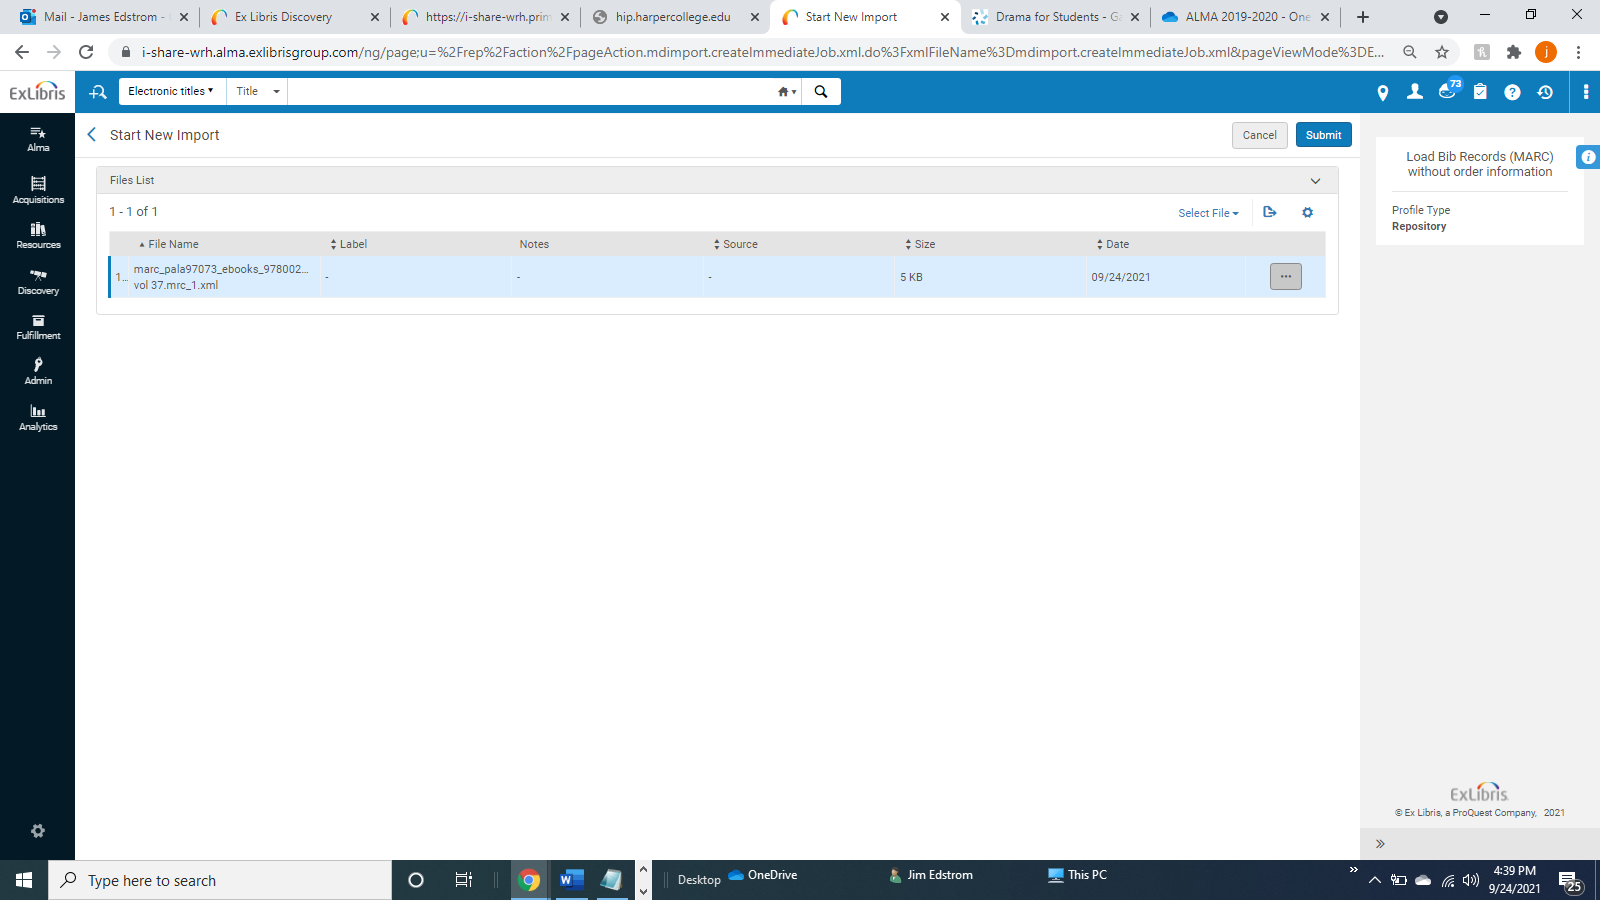 Mail - James Edstrom -
Ex Libris Discovery
https://i-share-wrh.prim
hip.harpercollege.edu
Start New Import
Drama for Students - Ga
ALMA 2019-2020 - One
i-share-wrh.alma.exlibrisgroup.com/ng/page;u=%2Frep%2Faction%2FpageAction.mdimport.createImmediateJob.xml.do%3FxmlFileName%3Dmdimport.createImmediateJob.xml&pageViewMode%3DE...
j
ExLibris
Electronic titles
Title
73
Alma
Acquisitions
Resources
Discovery
Fulfillment
Admin
Analytics
Start New Import
Cancel
Submit
Files List
1 - 1 of 1
Select File
File Name
Label
Notes
Source
Size
Date
1...
marc_pala97073_ebooks_978002...
vol 37.mrc_1.xml
-
-
-
5 KB
09/24/2021
...
Load Bib Records (MARC)
without order information
Profile Type
Repository
ExLibris
© Ex Libris, a ProQuest Company, 2021
Type here to search
Desktop
OneDrive
Jim Edstrom
This PC
4:39 PM
9/24/2021
25